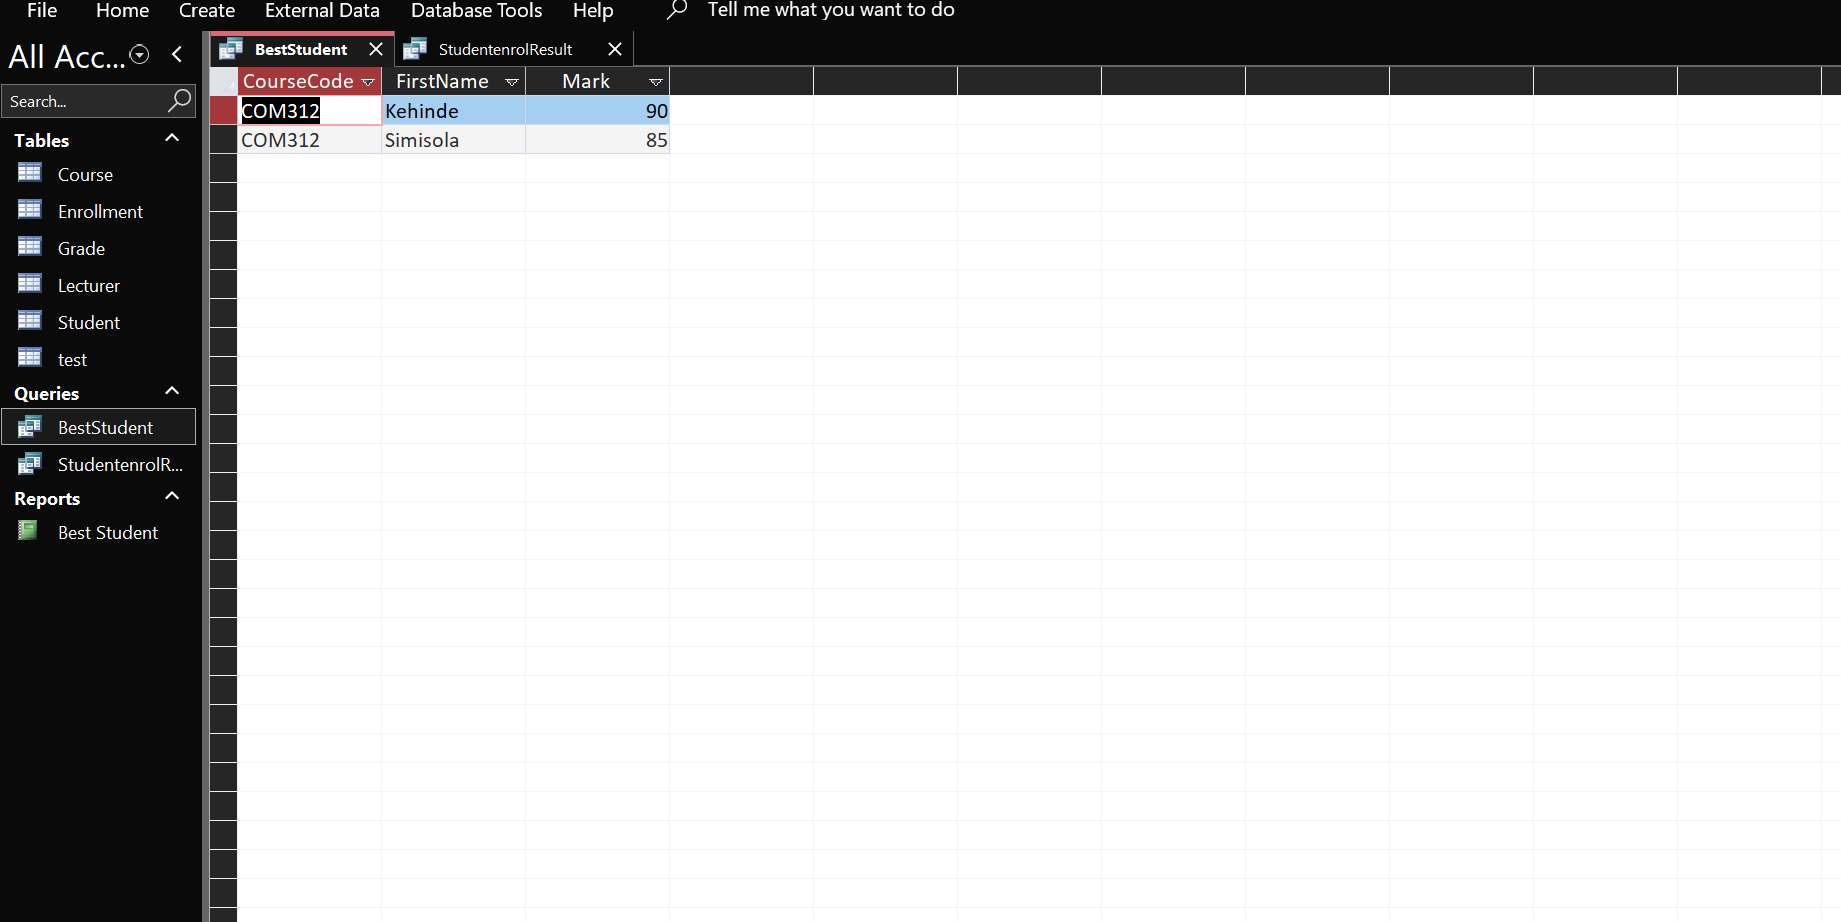 File Home Create External Data Database Tools Help Tell me what you want to do
All Acc...
Search...
Tables
Course
Enrollment
Grade
Lecturer
Student
test
Queries
BestStudent
StudentenrolR...
Reports
Best Student
BestStudent StudentenrolResult
CourseCode FirstName Mark
COM312 Kehinde 90
COM312 Simisola 85